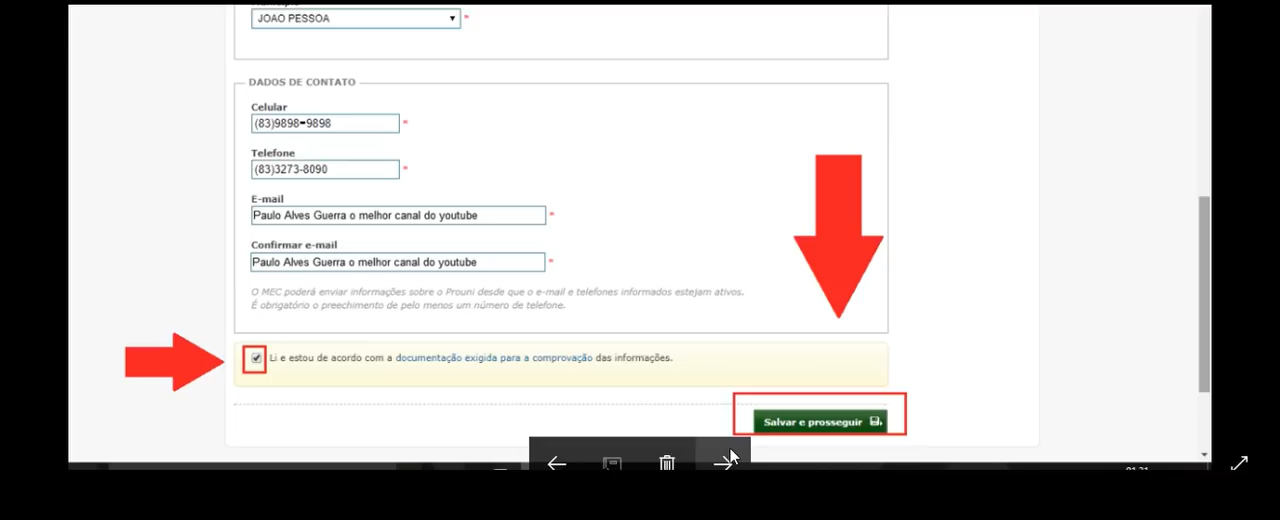 JOAO PESSOA
*
DADOS DE CONTATO
Celular
(83)9898-9898 *
Telefone
(83)3273-8090 *
E-mail
Paulo Alves Guerra o melhor canal do youtube *
Confirmar e-mail
Paulo Alves Guerra o melhor canal do youtube *
O MEC poderá enviar informações sobre o Prouni desde que o e-mail e telefones informados estejam ativos.
É obrigatório o preechimento de pelo menos um número de telefone.
Li e estou de acordo com a documentação exigida para a comprovação das informações.
Salvar e prosseguir